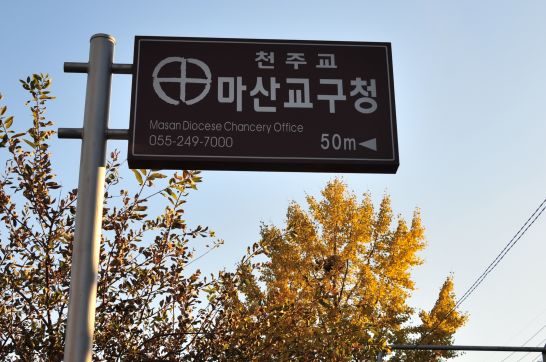 천주교
마산교구청
Masan Diocese Chancery Office
055-249-7000
50m ◀